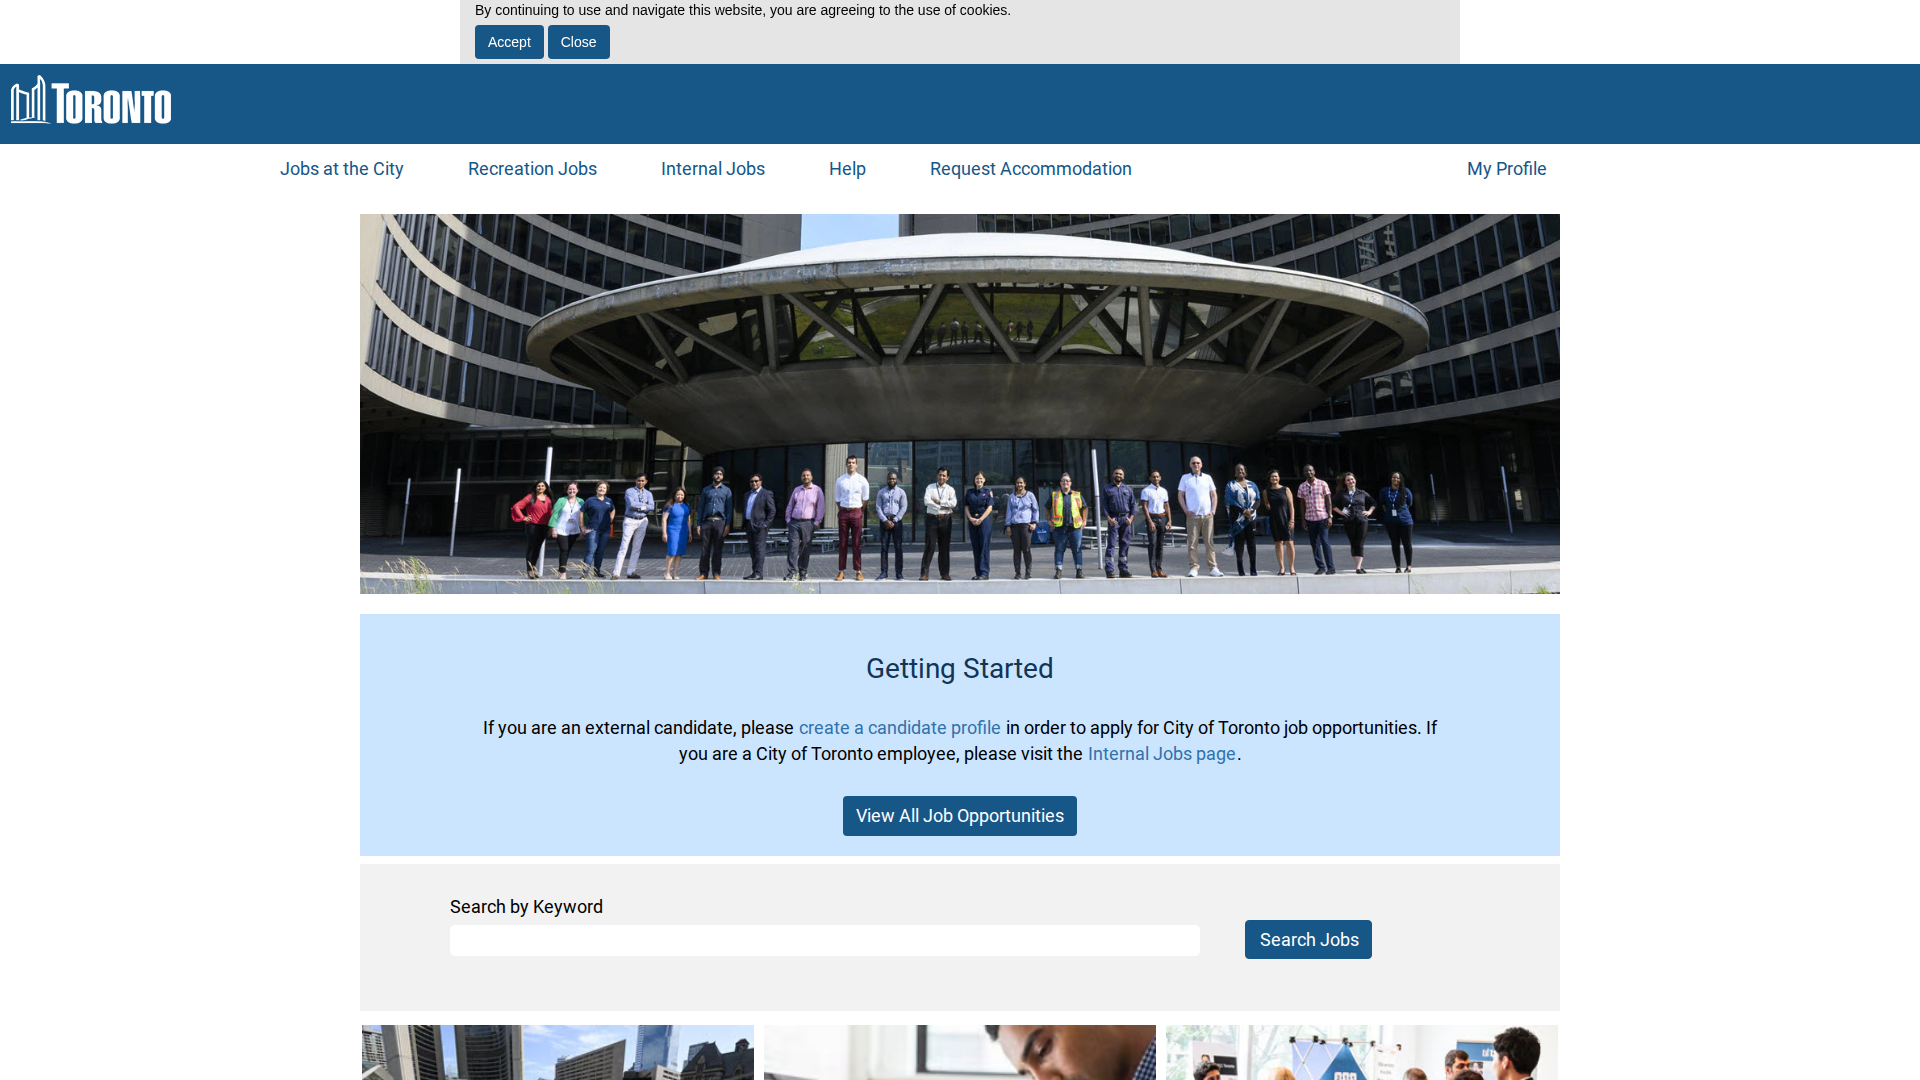 By continuing to use and navigate this website, you are agreeing to the use of cookies.
Accept
Close
TORONTO
Jobs at the City
Recreation Jobs
Internal Jobs
Help
Request Accommodation
My Profile
Getting Started
If you are an external candidate, please create a candidate profile in order to apply for City of Toronto job opportunities. If
you are a City of Toronto employee, please visit the Internal Jobs page.
View All Job Opportunities
Search by Keyword
Search Jobs